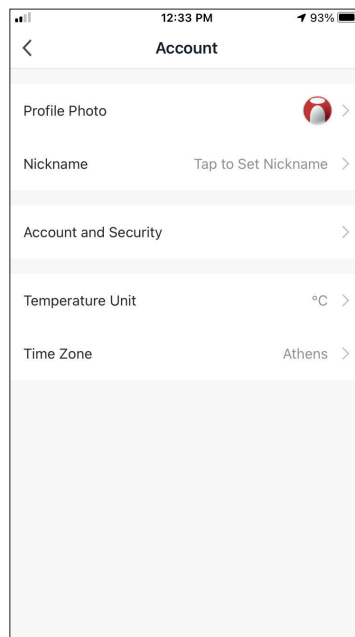 12:33 PM 93%
Account
Profile Photo
Nickname Tap to Set Nickname
Account and Security
Temperature Unit °C
Time Zone Athens